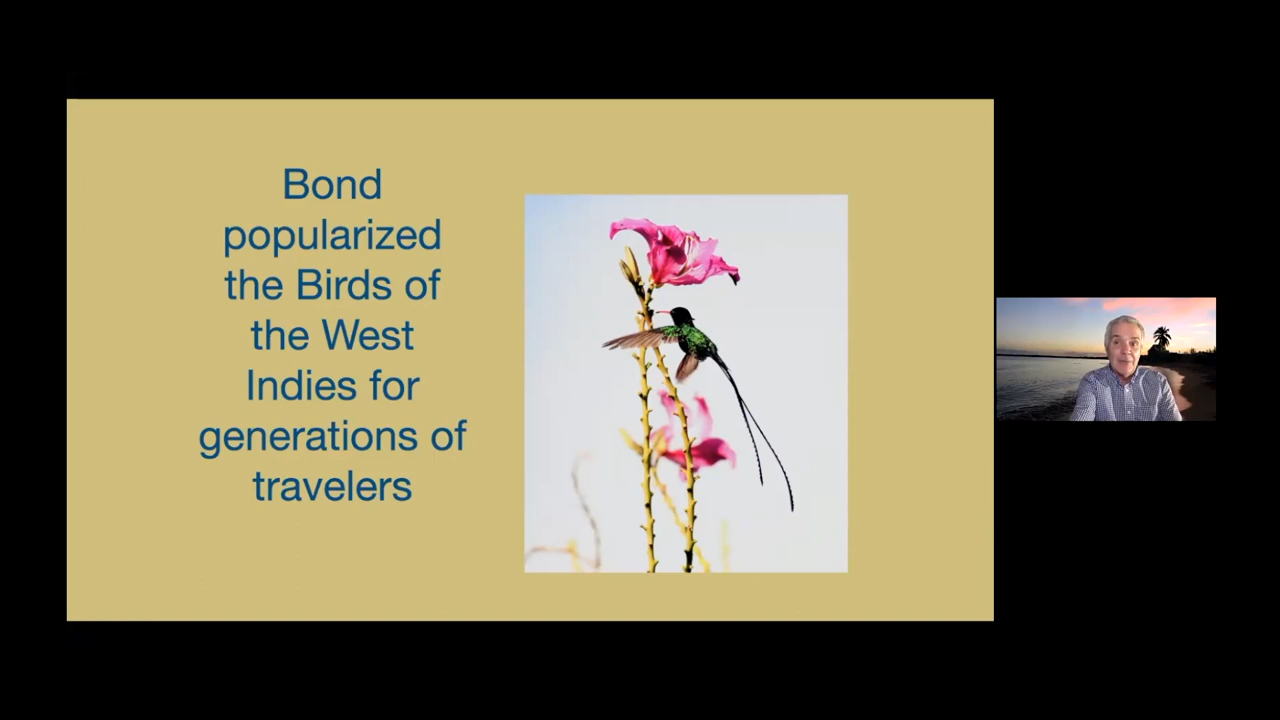 Bond
popularized
the Birds of
the West
Indies for
generations of
travelers